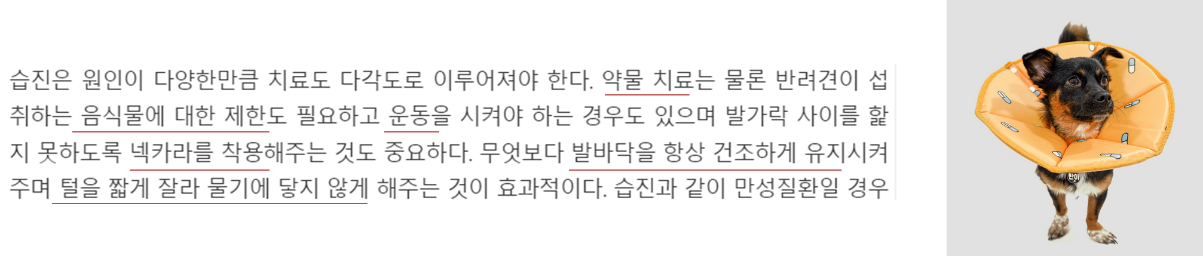 습진은 원인이 다양한만큼 치료도 다각도로 이루어져야 한다. 약물 치료는 물론 반려견이 섭
취하는 음식물에 대한 제한도 필요하고 운동을 시켜야 하는 경우도 있으며 발가락 사이를 핥
지 못하도록 넥카라를 착용해주는 것도 중요하다. 무엇보다 발바닥을 항상 건조하게 유지시켜
주며 털을 짧게 잘라 물기에 닿지 않게 해주는 것이 효과적이다. 습진과 같이 만성질환일 경우